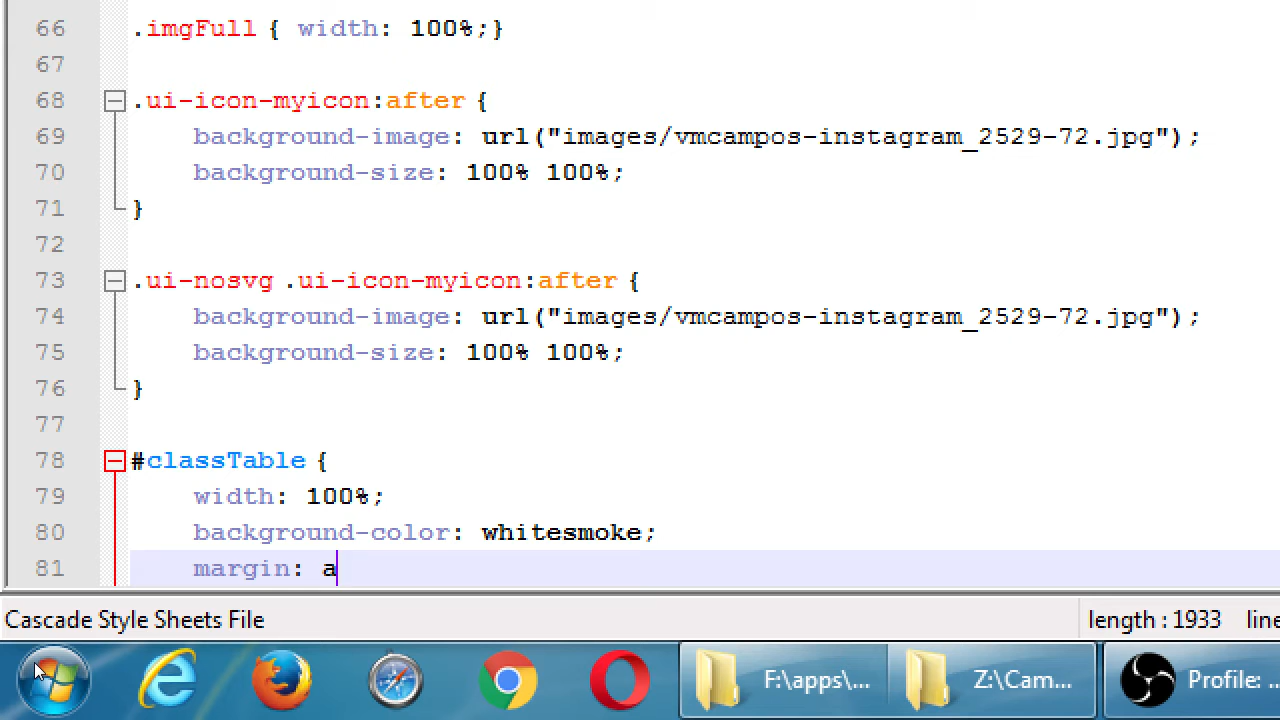 66 .imgFull { width: 100%;}
67
68 .ui-icon-myicon:after {
69 background-image: url("images/vmcampos-instagram_2529-72.jpg");
70 background-size: 100% 100%;
71 }
72
73 .ui-nosvg .ui-icon-myicon:after {
74 background-image: url("images/vmcampos-instagram_2529-72.jpg");
75 background-size: 100% 100%;
76 }
77
78 #classTable {
79 width: 100%;
80 background-color: whitesmoke;
81 margin: a
Cascade Style Sheets File length : 1933 line
F:\apps\... Z:\Cam... Profile: ...